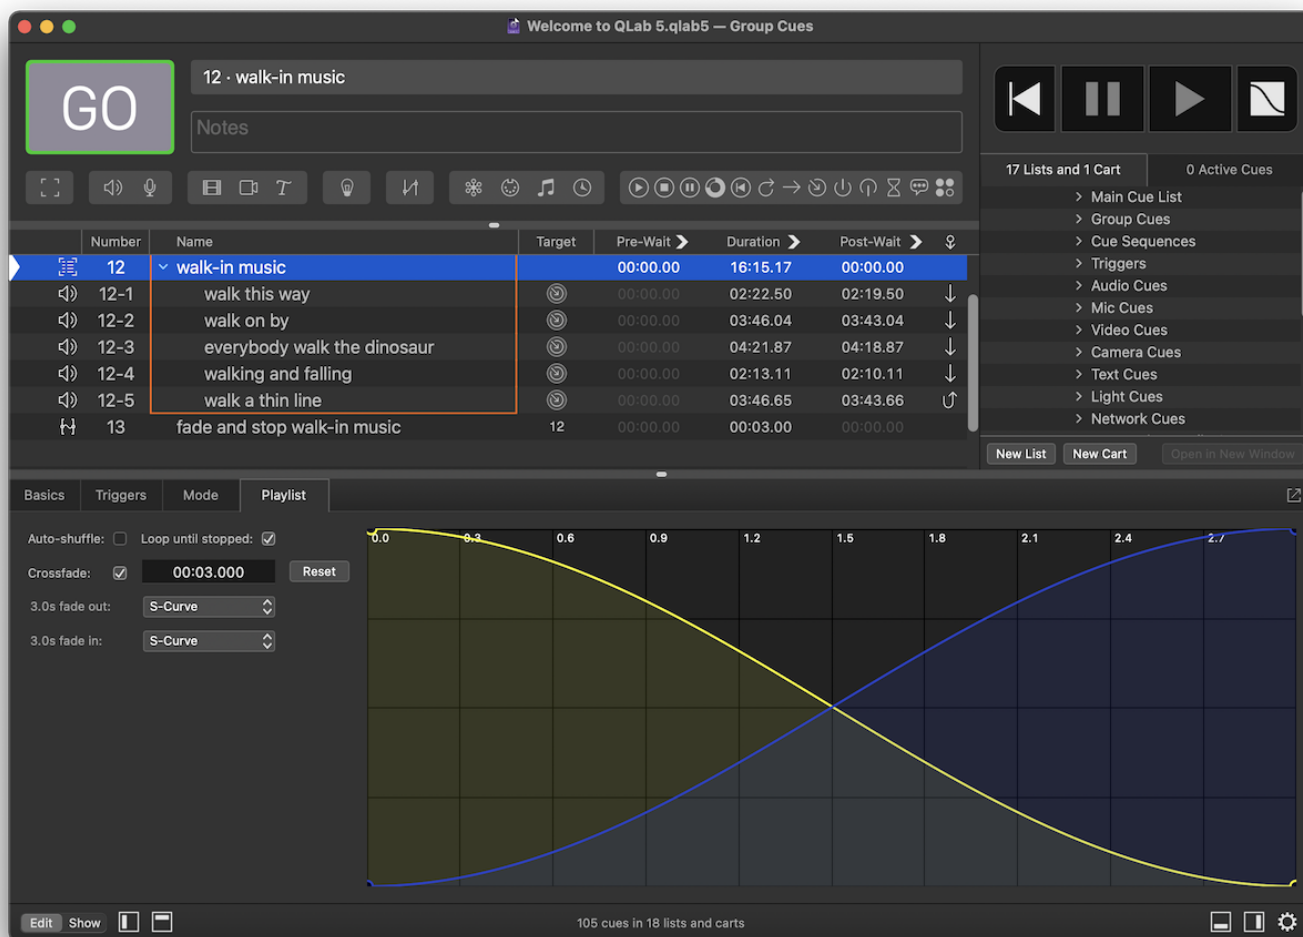 Welcome to QLab 5.qlab5 — Group Cues
GO
12 · walk-in music
Notes
17 Lists and 1 Cart
0 Active Cues
Main Cue List
Group Cues
Cue Sequences
Triggers
Audio Cues
Mic Cues
Video Cues
Camera Cues
Text Cues
Light Cues
Network Cues
New List
New Cart
Open in New Window
Number Name Target Pre-Wait Duration Post-Wait
12 walk-in music 00:00.00 16:15.17 00:00.00
12-1 walk this way 00:00.00 02:22.50 02:19.50
12-2 walk on by 00:00.00 03:46.04 03:43.04
12-3 everybody walk the dinosaur 00:00.00 04:21.87 04:18.87
12-4 walking and falling 00:00.00 02:13.11 02:10.11
12-5 walk a thin line 00:00.00 03:46.65 03:43.66
13 fade and stop walk-in music 12 00:00.00 00:03.00 00:00.00
Basics Triggers Mode Playlist
Auto-shuffle: Loop until stopped:
Crossfade: 00:03.000 Reset
3.0s fade out: S-Curve
3.0s fade in: S-Curve
0.0 0.3 0.6 0.9 1.2 1.5 1.8 2.1 2.4 2.7
Edit Show
105 cues in 18 lists and carts